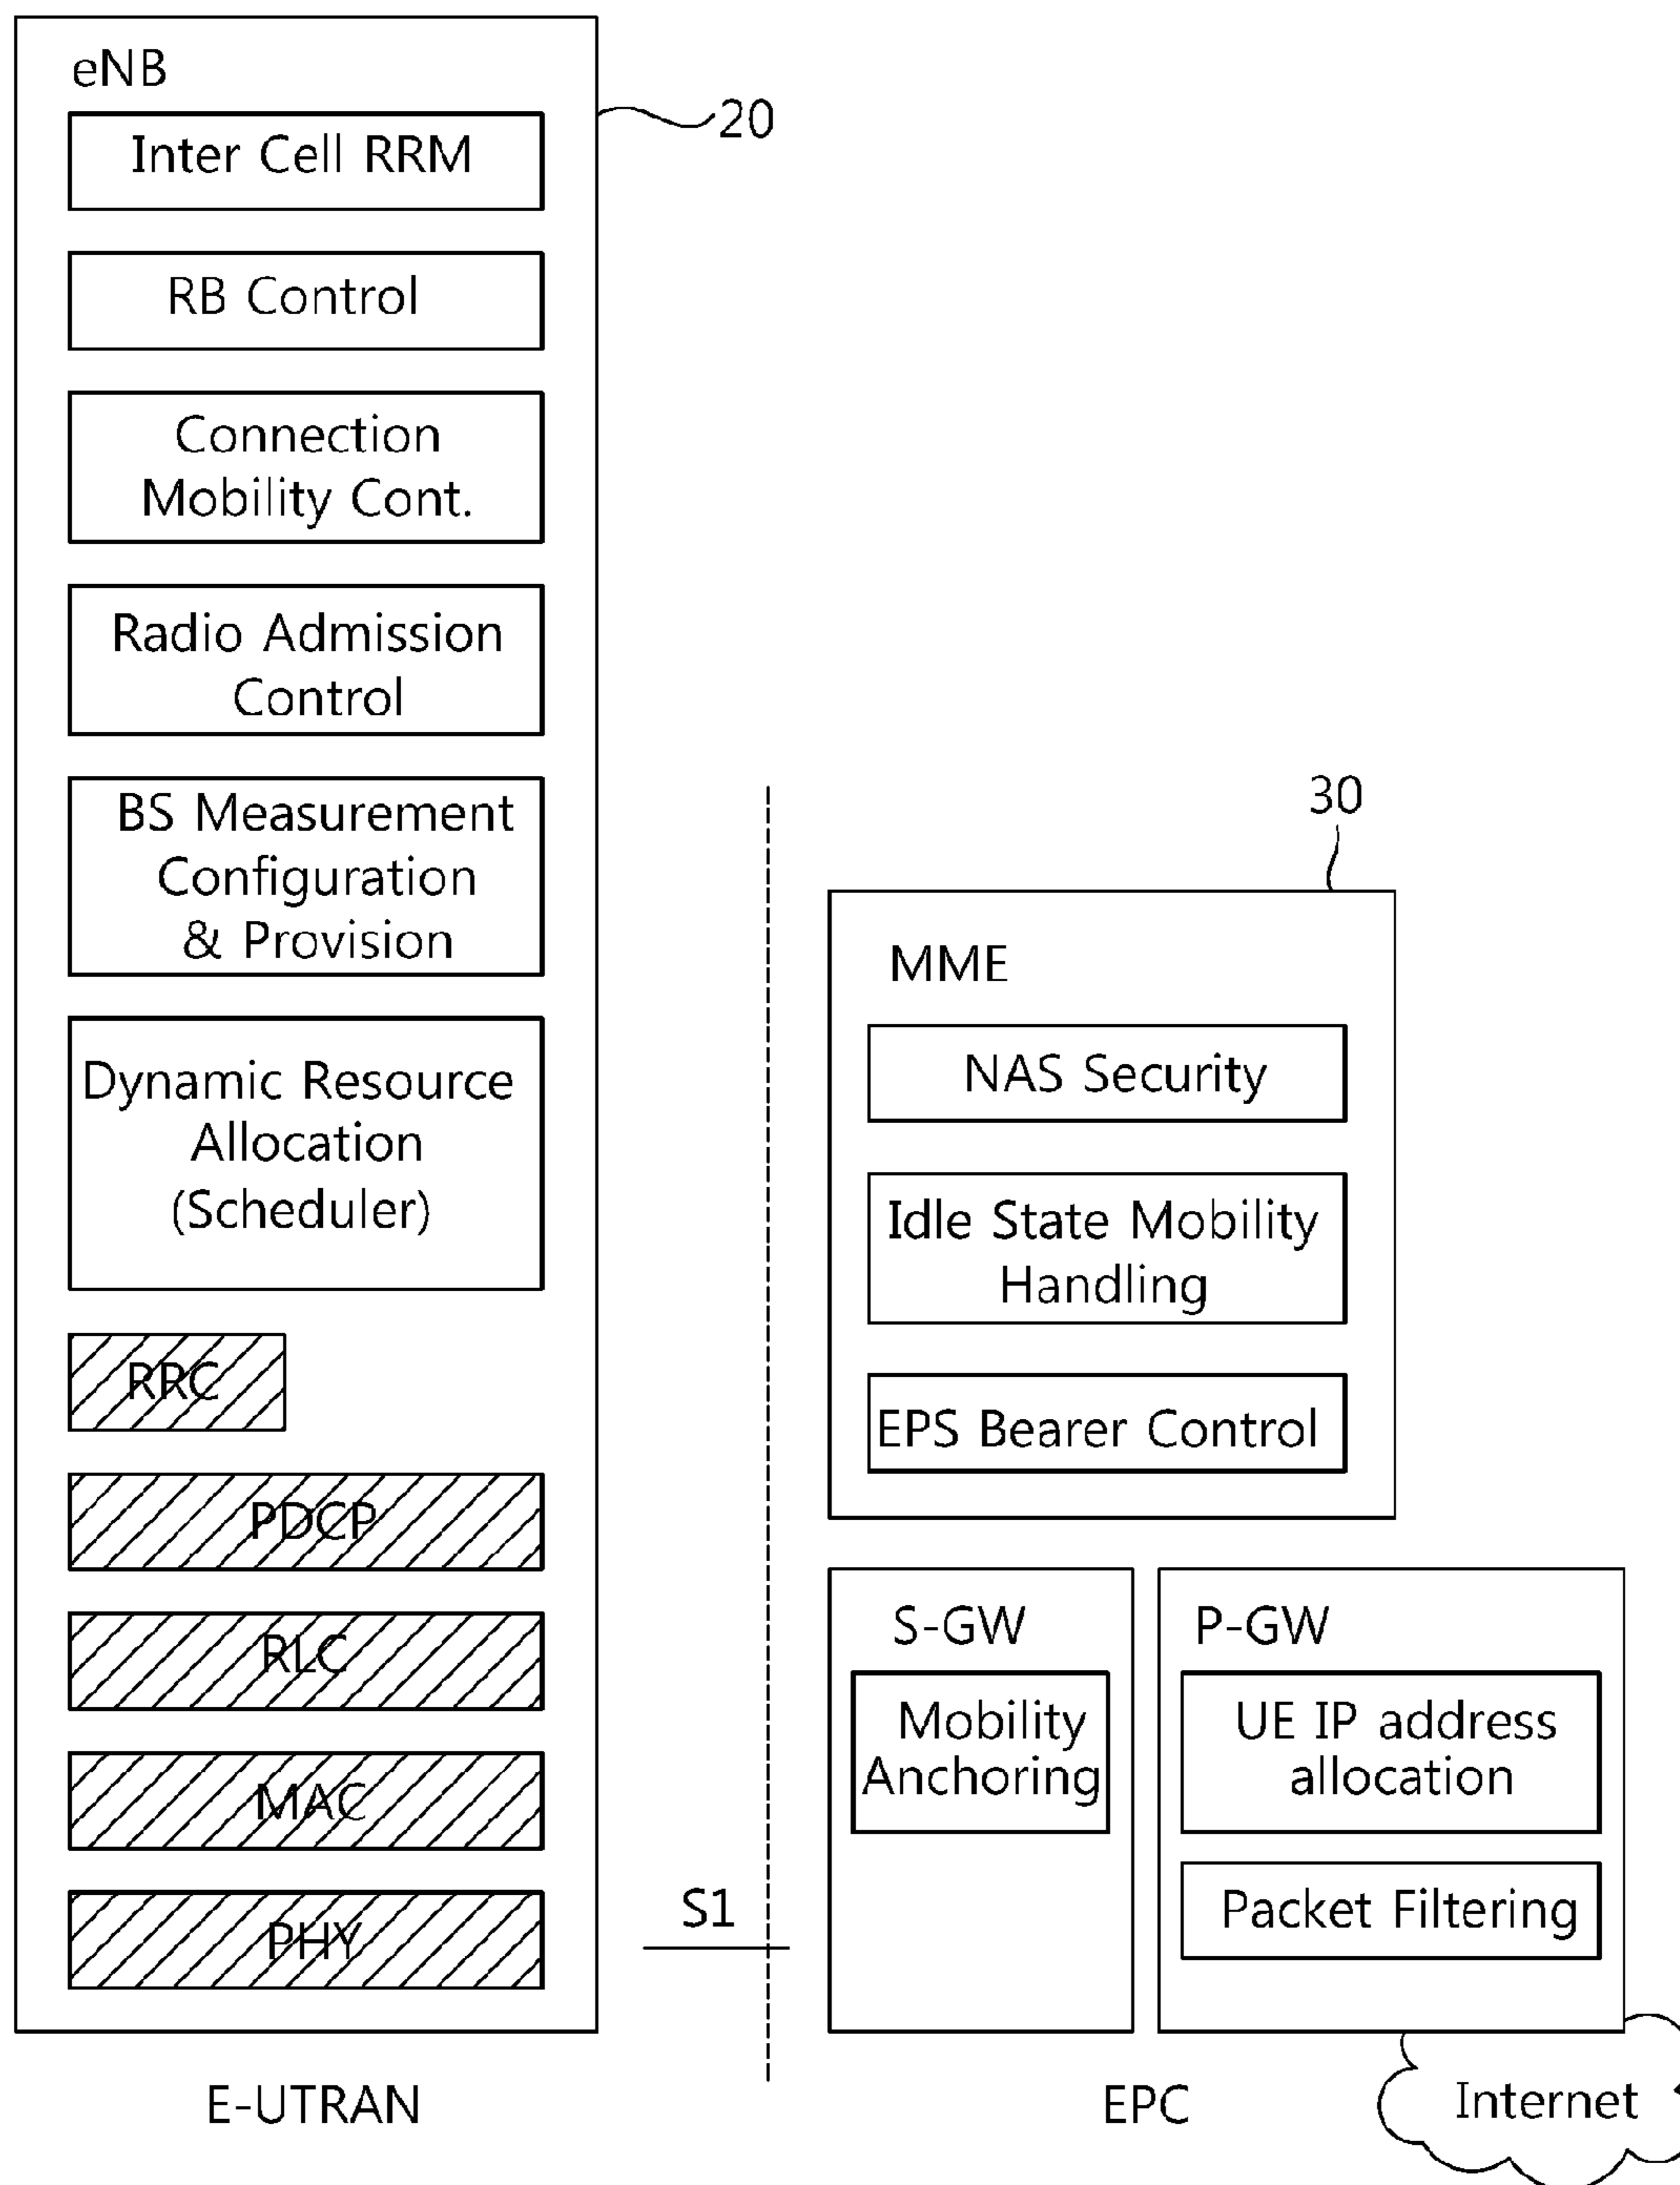 eNB
20
Inter Cell RRM
RB Control
Connection
Mobility Cont.
Radio Admission
Control
BS Measurement
Configuration
& Provision
Dynamic Resource
Allocation
(Scheduler)
RRC
PDCP
RLC
MAC
PHY
S1
E-UTRAN
30
MME
NAS Security
Idle State Mobility
Handling
EPS Bearer Control
S-GW
Mobility
Anchoring
P-GW
UE IP address
allocation
Packet Filtering
EPC
Internet